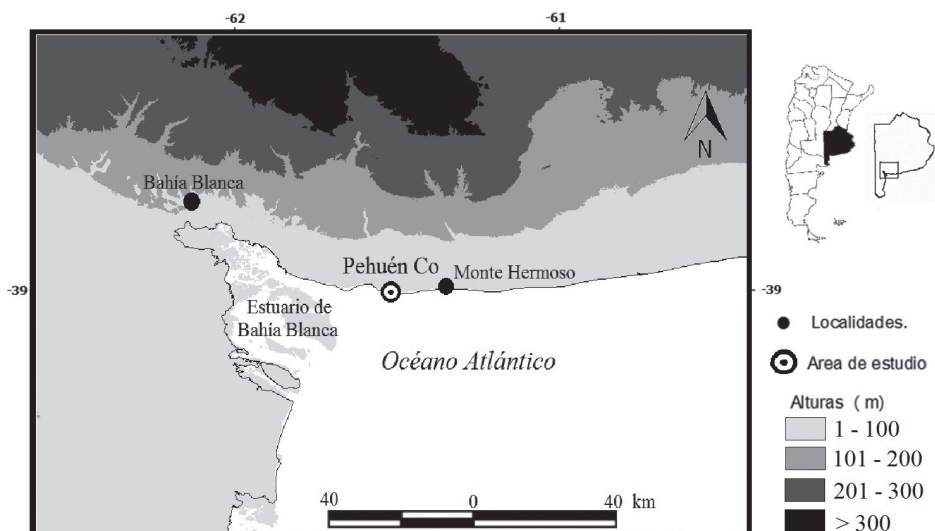 -62
-61
N
Bahía Blanca
Pehuén Co
Monte Hermoso
-39
-39
Estuario de
Bahía Blanca
Océano Atlántico
Localidades.
Area de estudio
Alturas ( m)
1 - 100
101 - 200
201 - 300
> 300
40
0
40
km